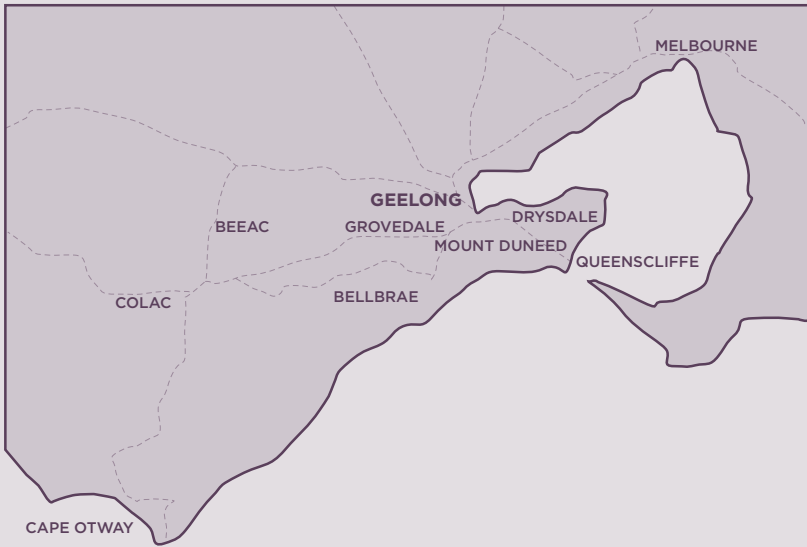 MELBOURNE
GEELONG
DRYSDALE
BEEAC
GROVEDALE
MOUNT DUNEED
QUEENSCLIFFE
BELLBRAE
COLAC
CAPE OTWAY